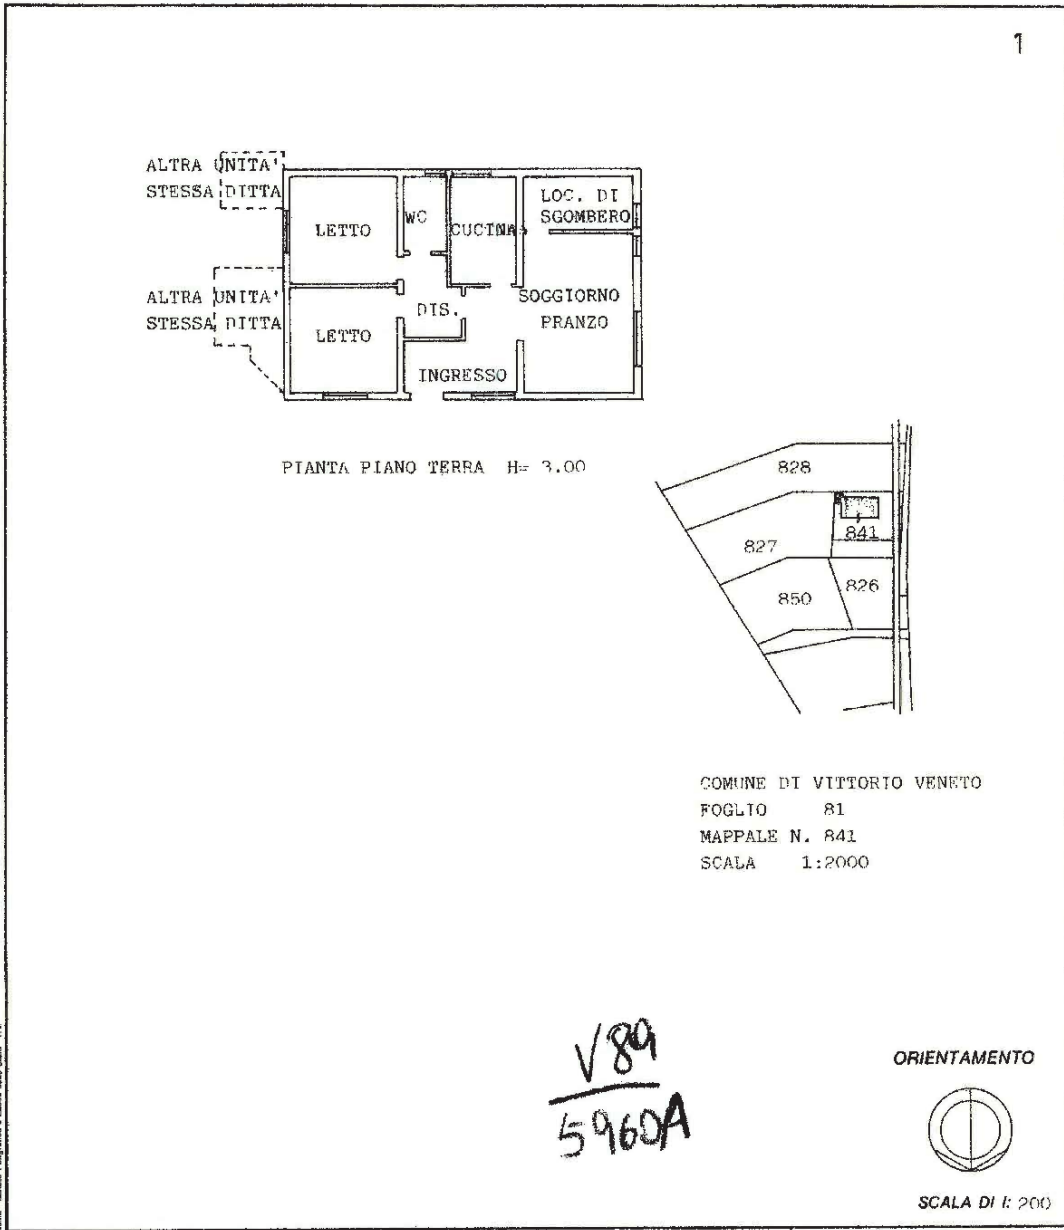 1
ALTRA UNITA'
STESSA DITTA
LETTO
WC
CUCINA
LOC. DI
SGOMBERO
ALTRA UNITA'
STESSA DITTA
LETTO
DIS.
SOGGIORNO
PRANZO
INGRESSO
PIANTA PIANO TERRA H= 3.00
828
827
841
826
850
COMUNE DI VITTORIO VENETO
FOGLIO 81
MAPPALE N. 841
SCALA 1:2000
V89
5960A
ORIENTAMENTO
SCALA DI I: 200